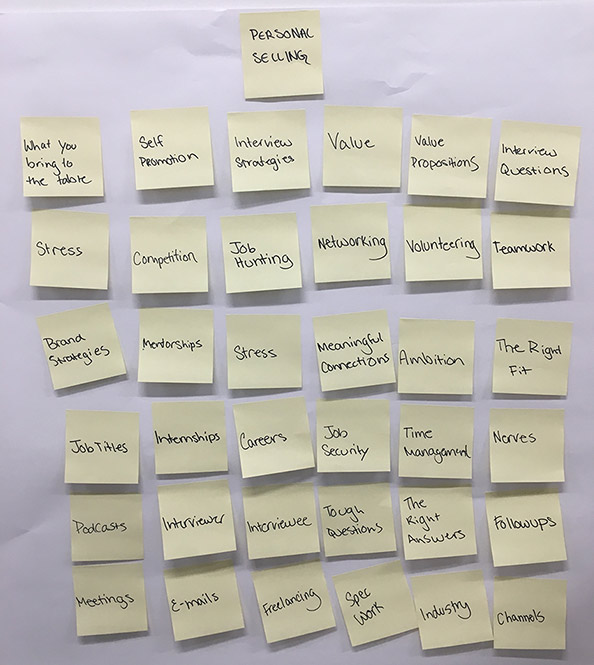 PERSONAL
SELLING
What you
bring to
the table
Self
Promotion
Interview
Strategies
Value
Value
Propositions
Interview
Questions
Stress
Competition
Job
Hunting
Networking
Volunteering
Teamwork
Brand
Strategies
Mentorships
Stress
Meaningful
Connections
Ambition
The Right
Fit
Job Titles
Internships
Careers
Job
Security
Time
Management
Nerves
Podcasts
Interviewer
Interviewee
Tough
Questions
The
Right
Answers
Followups
Meetings
E-mails
Freelancing
Spec
Work
Industry
Channels